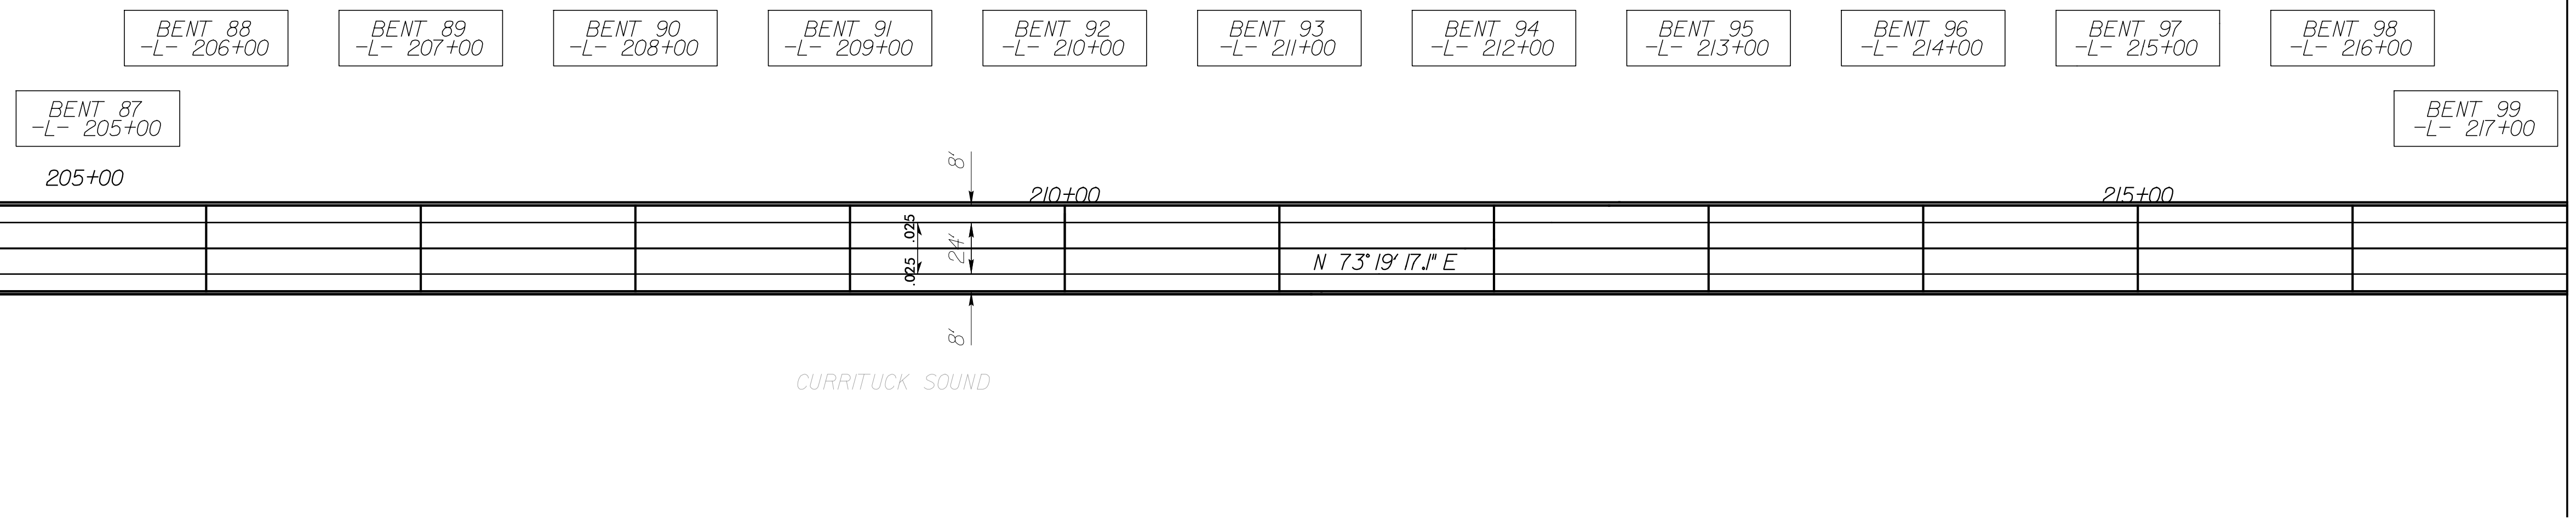 BENT 88
-L- 206+00
BENT 89
-L- 207+00
BENT 90
-L- 208+00
BENT 91
-L- 209+00
BENT 92
-L- 210+00
BENT 93
-L- 211+00
BENT 94
-L- 212+00
BENT 95
-L- 213+00
BENT 96
-L- 214+00
BENT 97
-L- 215+00
BENT 98
-L- 216+00
BENT 87
-L- 205+00
BENT 99
-L- 217+00
205+00
8'
210+00
215+00
.025
24'
.025
N 73° 19' 17.1" E
8'
CURRITUCK SOUND